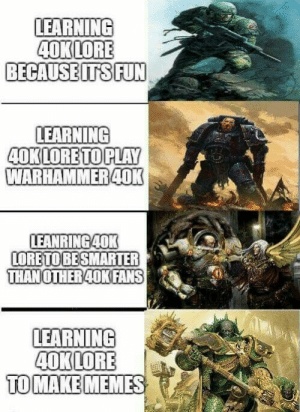 LEARNING
40K LORE
BECAUSE IT'S FUN
LEARNING
40K LORE TO PLAY
WARHAMMER 40K
LEANRING 40K
LORE TO BE SMARTER
THAN OTHER 40K FANS
LEARNING
40K LORE
TO MAKE MEMES